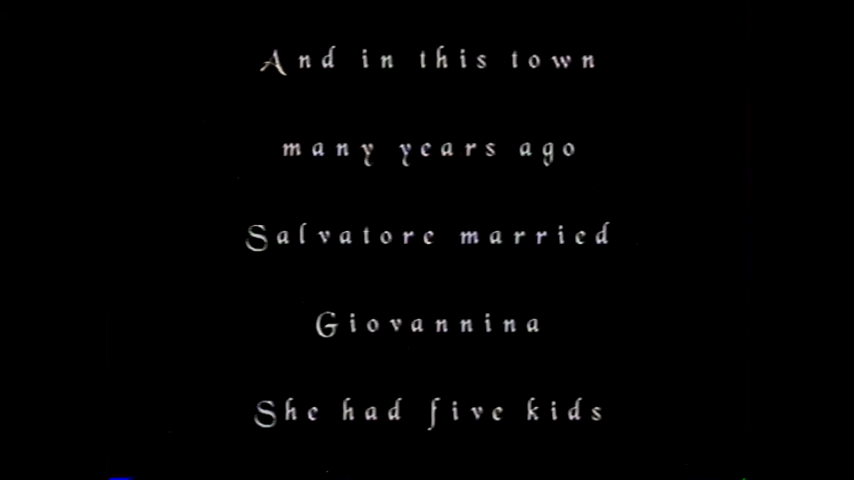 And in this town
many years ago
Salvatore married
Giovannina
She had five kids